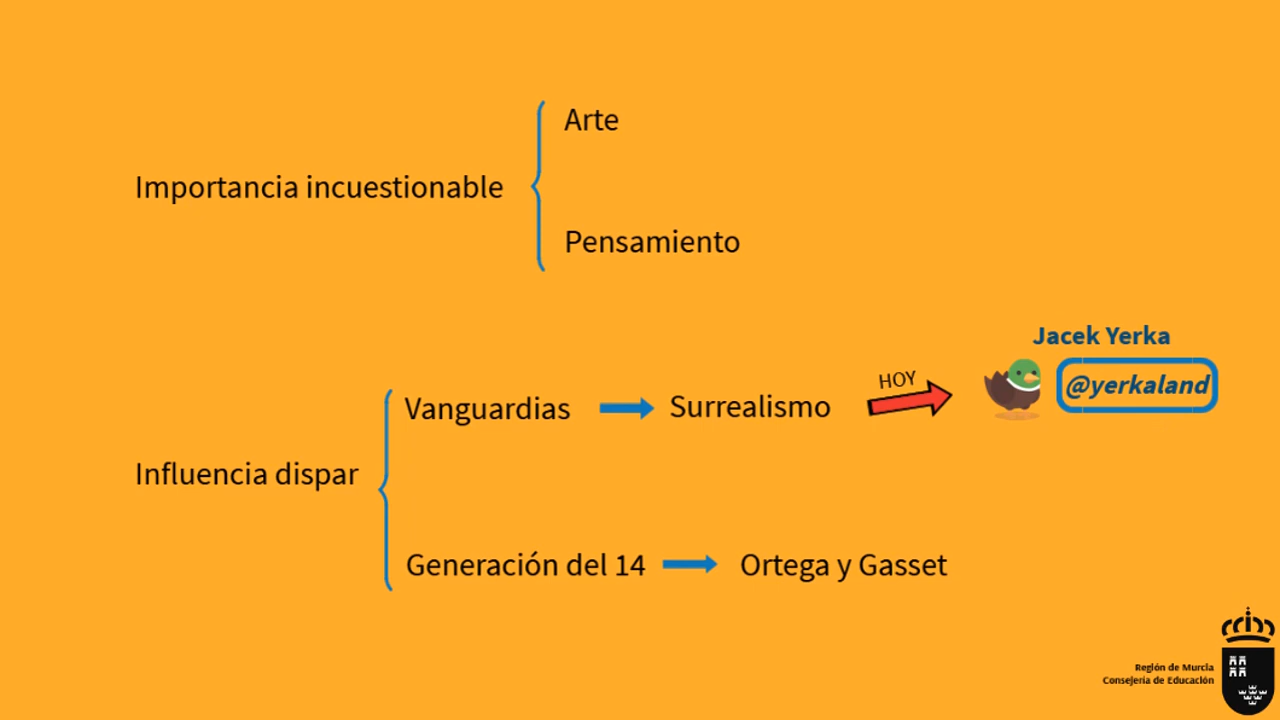 Arte
Importancia incuestionable
Pensamiento
Jacek Yerka
HOY
@yerkaland
Vanguardias
Surrealismo
Influencia dispar
Generación del 14
Ortega y Gasset
Región de Murcia
Consejería de Educación